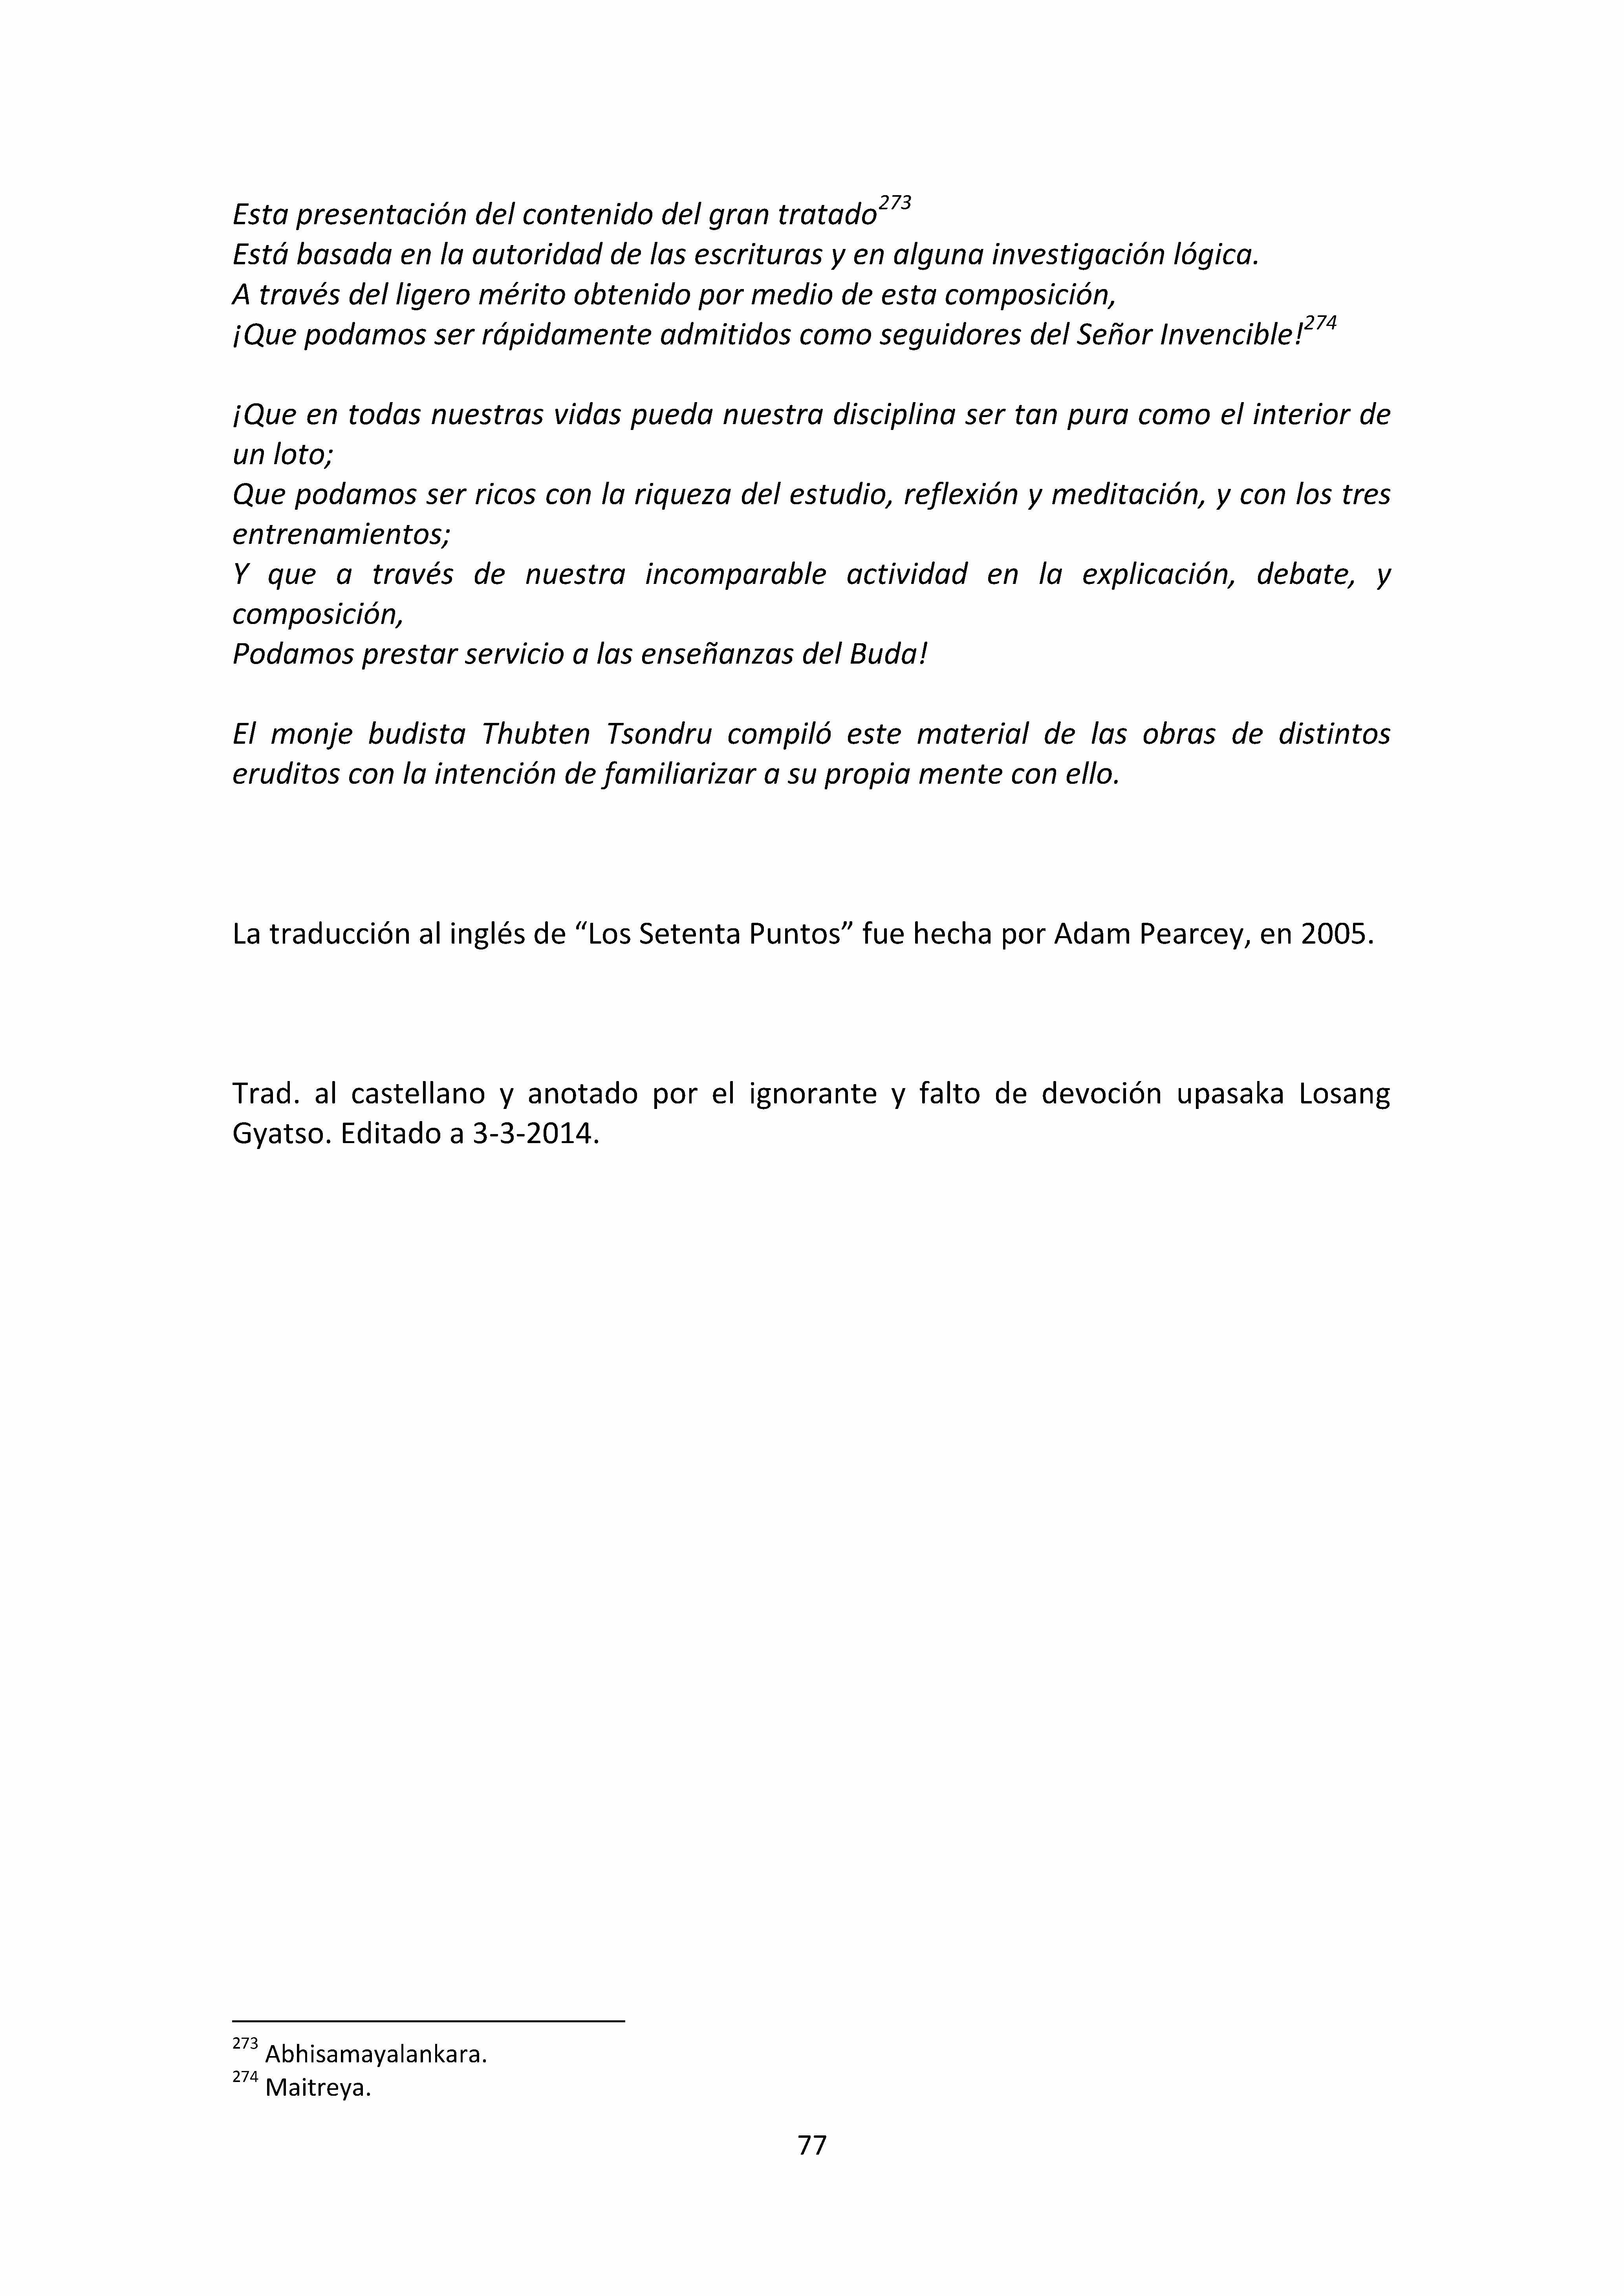 Esta presentación del contenido del gran tratado273
Está basada en la autoridad de las escrituras y en alguna investigación lógica.
A través del ligero mérito obtenido por medio de esta composición,
¡Que podamos ser rápidamente admitidos como seguidores del Señor Invencible!274
¡Que en todas nuestras vidas pueda nuestra disciplina ser tan pura como el interior de
un loto;
Que podamos ser ricos con la riqueza del estudio, reflexión y meditación, y con los tres
entrenamientos;
Y que a través de nuestra incomparable actividad en la explicación, debate, y
composición,
Podamos prestar servicio a las enseñanzas del Buda!
El monje budista Thubten Tsondru compiló este material de las obras de distintos
eruditos con la intención de familiarizar a su propia mente con ello.
La traducción al inglés de “Los Setenta Puntos” fue hecha por Adam Pearcey, en 2005.
Trad. al castellano y anotado por el ignorante y falto de devoción upasaka Losang
Gyatso. Editado a 3-3-2014.
273 Abhisamayalankara.
274 Maitreya.
77